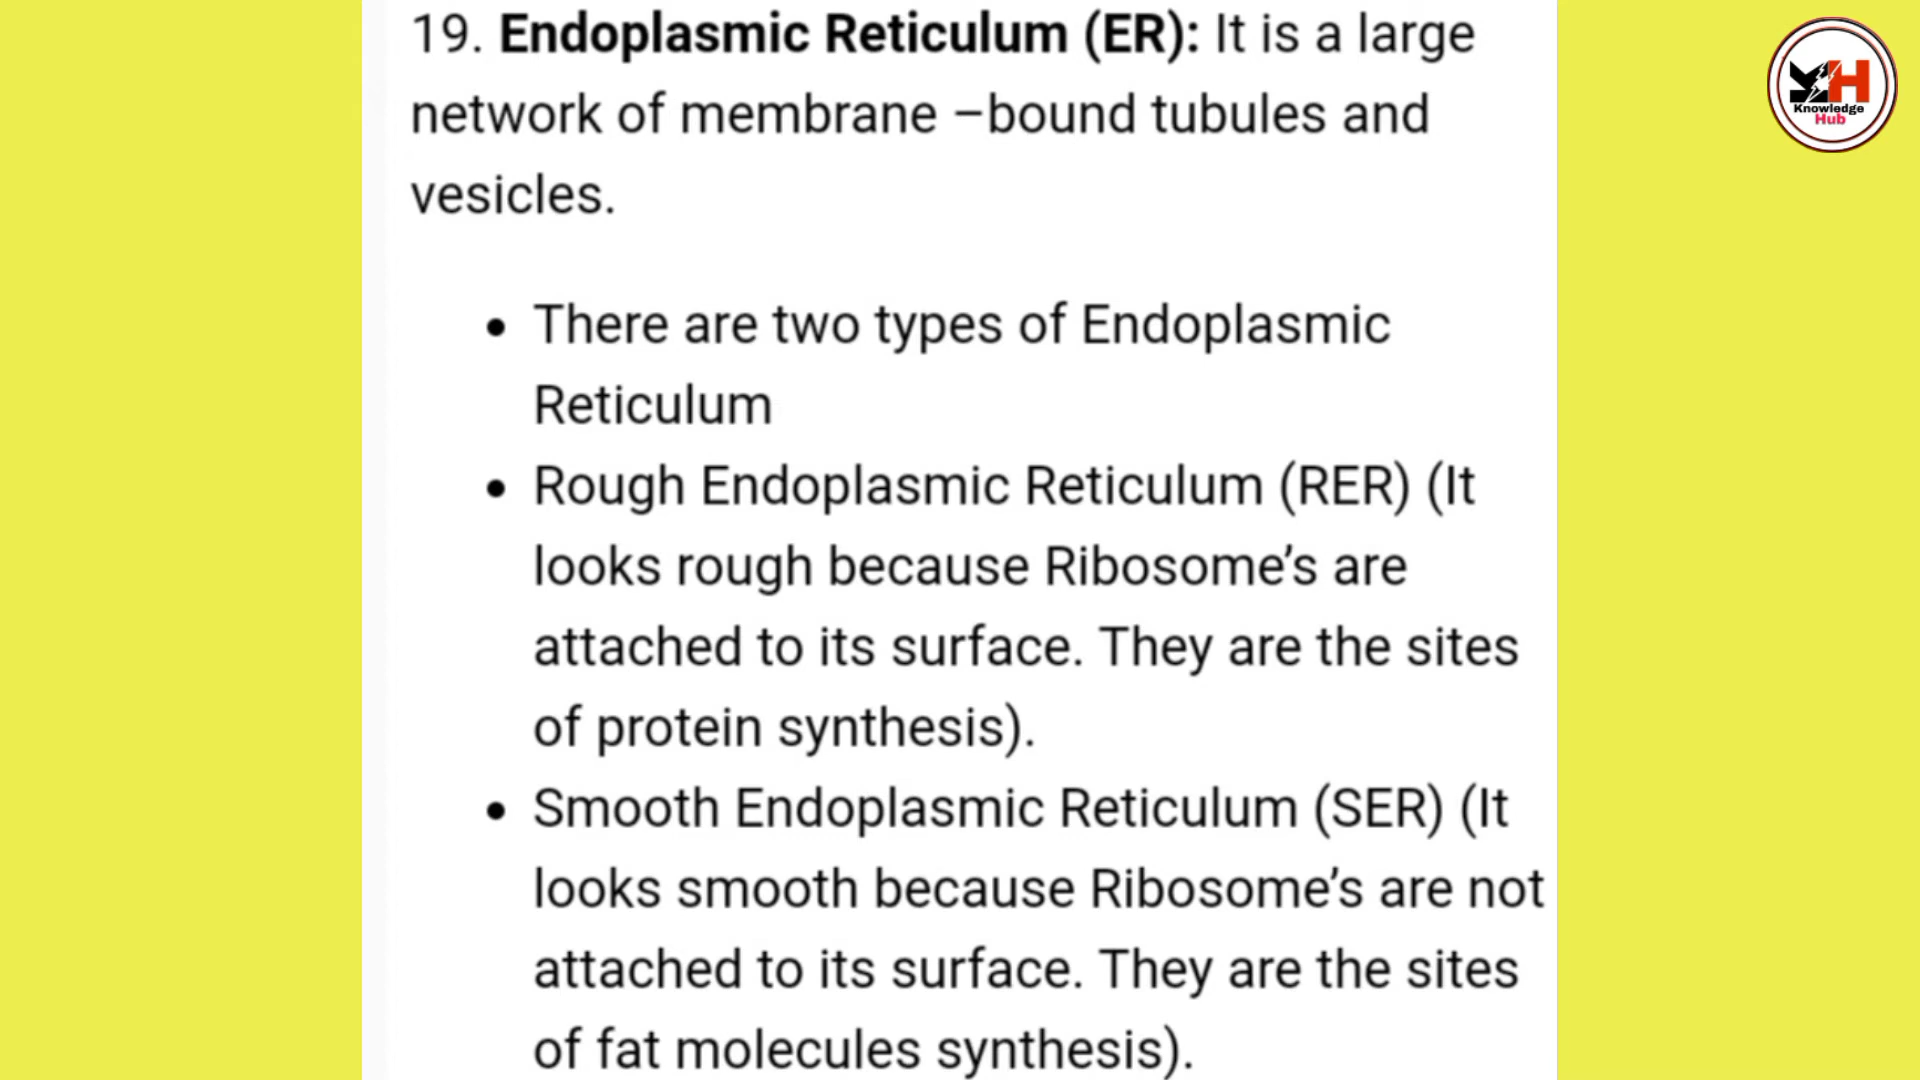 19. Endoplasmic Reticulum (ER): It is a large
network of membrane –bound tubules and
vesicles.
• There are two types of Endoplasmic
Reticulum
• Rough Endoplasmic Reticulum (RER) (It
looks rough because Ribosome’s are
attached to its surface. They are the sites
of protein synthesis).
• Smooth Endoplasmic Reticulum (SER) (It
looks smooth because Ribosome’s are not
attached to its surface. They are the sites
of fat molecules synthesis).
KH
Knowledge
Hub